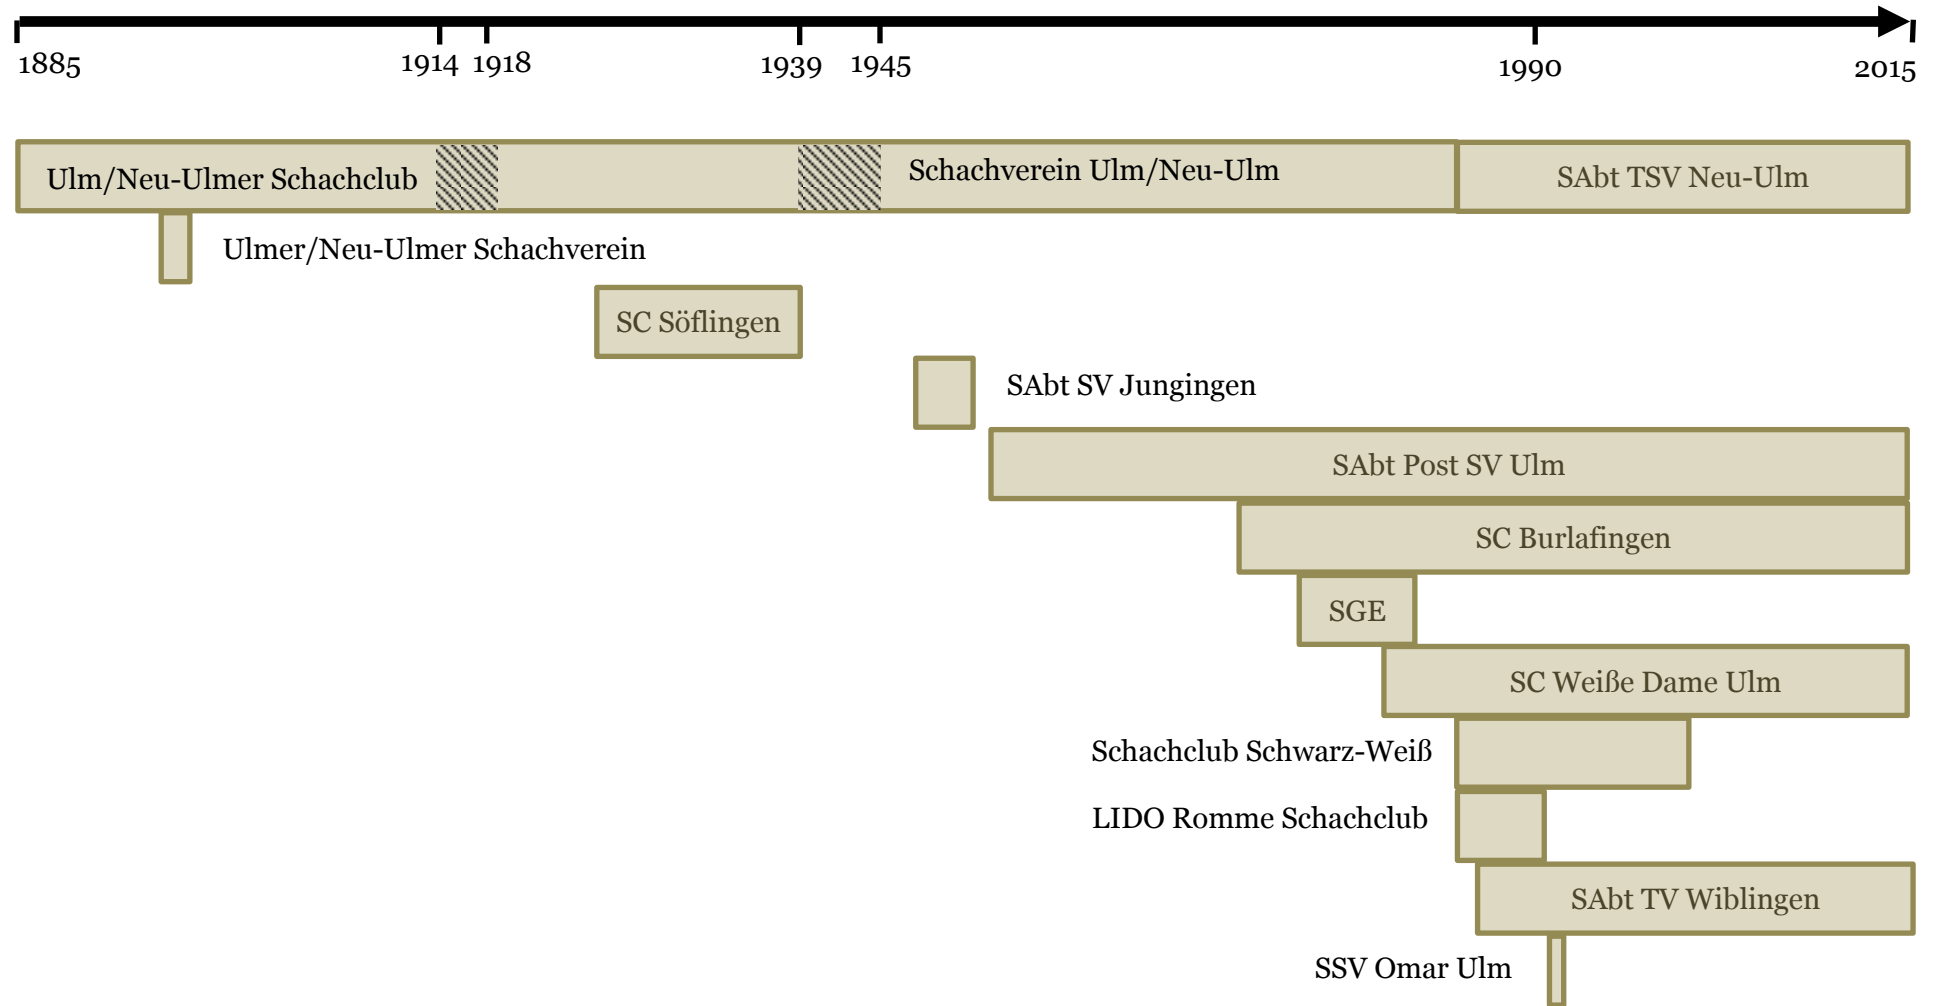 1885 1914 1918 1939 1945 1990 2015
Ulm/Neu-Ulmer Schachclub Schachverein Ulm/Neu-Ulm SAbt TSV Neu-Ulm
Ulmer/Neu-Ulmer Schachverein
SC Söflingen
SAbt SV Jungingen
SAbt Post SV Ulm
SC Burlafingen
SGE
SC Weiße Dame Ulm
Schachclub Schwarz-Weiß
LIDO Romme Schachclub
SAbt TV Wiblingen
SSV Omar Ulm